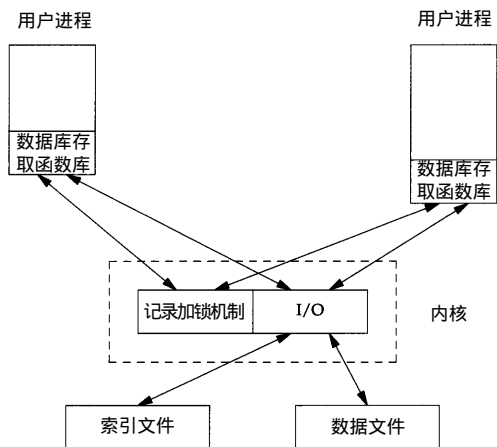 用户进程
用户进程
数据库存
取函数库
数据库存
取函数库
记录加锁机制
I/O
内核
索引文件
数据文件